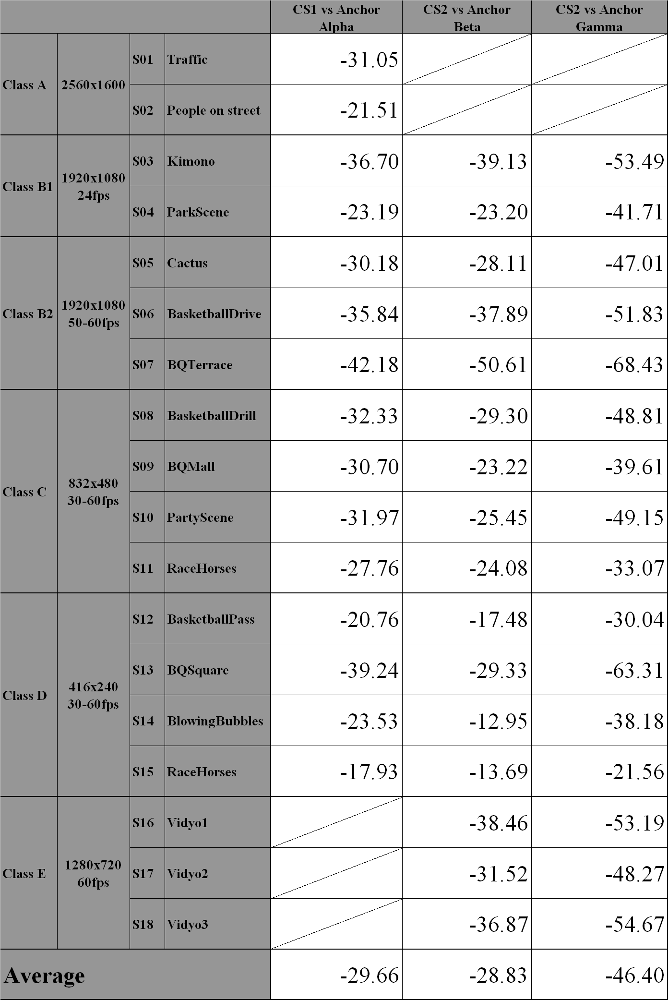 CS1 vs Anchor Alpha CS2 vs Anchor Beta CS2 vs Anchor Gamma
Class A 2560x1600 S01 Traffic -31.05
S02 People on street -21.51
Class B1 1920x1080 24fps S03 Kimono -36.70 -39.13 -53.49
S04 ParkScene -23.19 -23.20 -41.71
Class B2 1920x1080 50-60fps S05 Cactus -30.18 -28.11 -47.01
S06 BasketballDrive -35.84 -37.89 -51.83
S07 BQTerrace -42.18 -50.61 -68.43
Class C 832x480 30-60fps S08 BasketballDrill -32.33 -29.30 -48.81
S09 BQMall -30.70 -23.22 -39.61
S10 PartyScene -31.97 -25.45 -49.15
S11 RaceHorses -27.76 -24.08 -33.07
Class D 416x240 30-60fps S12 BasketballPass -20.76 -17.48 -30.04
S13 BQSquare -39.24 -29.33 -63.31
S14 BlowingBubbles -23.53 -12.95 -38.18
S15 RaceHorses -17.93 -13.69 -21.56
Class E 1280x720 60fps S16 Vidyo1 -38.46 -53.19
S17 Vidyo2 -31.52 -48.27
S18 Vidyo3 -36.87 -54.67
Average -29.66 -28.83 -46.40